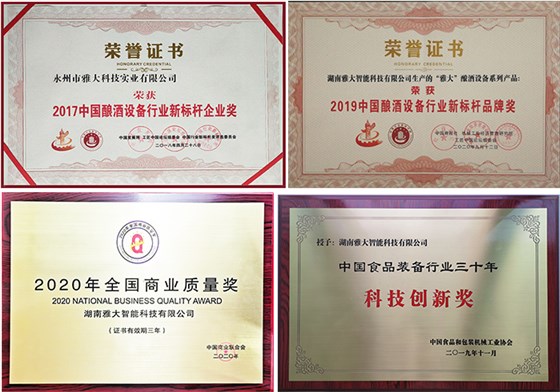 荣誉证书
HONORARY CREDENTIAL
永州市雅大科技实业有限公司
荣获
2017中国酿酒设备行业新标杆企业奖
二〇一八年
荣誉证书
HONORARY CREDENTIAL
湖南雅大智能科技有限公司生产的“雅大”酿酒设备系列产品:
荣获
2019中国酿酒设备行业新标杆品牌奖
2020年全国商业质量奖
2020 NATIONAL BUSINESS QUALITY AWARD
湖南雅大智能科技有限公司
(证书有效期三年)
中国商业联合会
二〇二〇年
授予:湖南雅大智能科技有限公司
中国食品装备行业三十年
科技创新奖
中国食品和包装机械工业协会
二〇一九年十一月